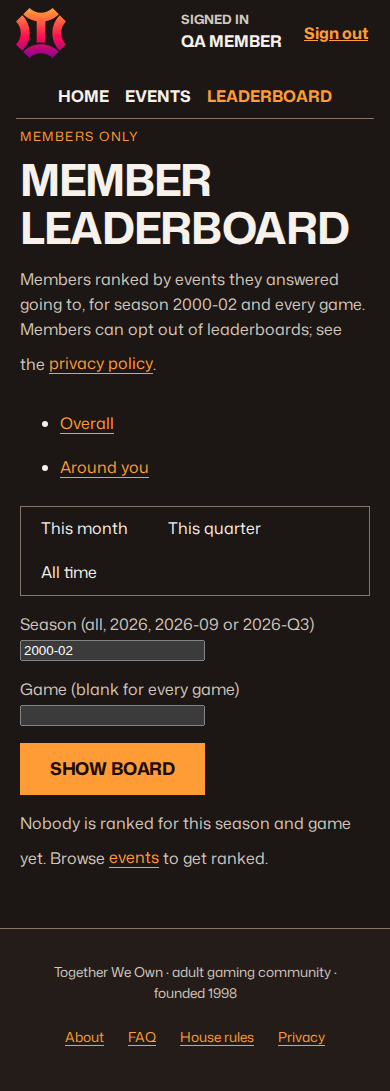 SIGNED IN
QA MEMBER
Sign out
HOME EVENTS LEADERBOARD
MEMBERS ONLY
MEMBER
LEADERBOARD
Members ranked by events they answered
going to, for season 2000-02 and every game.
Members can opt out of leaderboards; see
the privacy policy.
Overall
Around you
This month This quarter
All time
Season (all, 2026, 2026-09 or 2026-Q3)
2000-02
Game (blank for every game)
SHOW BOARD
Nobody is ranked for this season and game
yet. Browse events to get ranked.
Together We Own · adult gaming community ·
founded 1998
About FAQ House rules Privacy